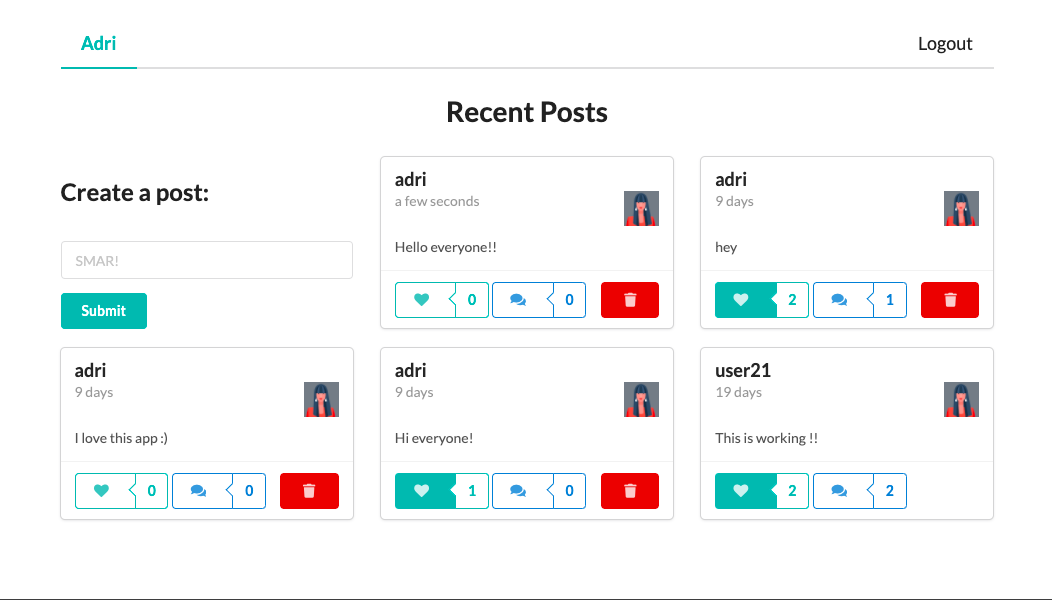 Adri
Logout
Recent Posts
Create a post:
SMAR!
Submit
adri
a few seconds
Hello everyone!!
0
0
adri
9 days
hey
2
1
adri
9 days
I love this app :)
0
0
adri
9 days
Hi everyone!
1
0
user21
19 days
This is working !!
2
2